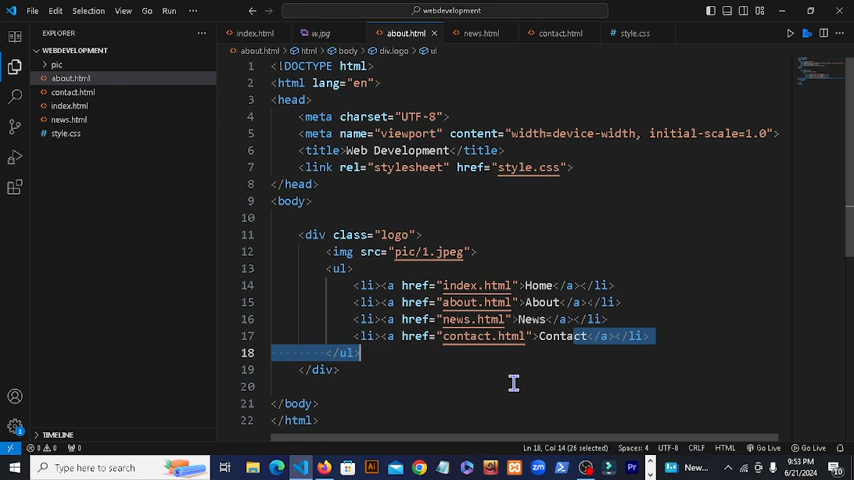 File Edit Selection View Go Run webdevelopment
EXPLORER
index.html w.jpg about.html news.html contact.html style.css
WEBDEVELOPMENT
about.html > html > body > div.logo > ul
pic
about.html
contact.html
index.html
news.html
style.css
1 <!DOCTYPE html>
2 <html lang="en">
3 <head>
4 <meta charset="UTF-8">
5 <meta name="viewport" content="width=device-width, initial-scale=1.0">
6 <title>Web Development</title>
7 <link rel="stylesheet" href="style.css">
8 </head>
9 <body>
10
11 <div class="logo">
12 <img src="pic/1.jpeg">
13 <ul>
14 <li><a href="index.html">Home</a></li>
15 <li><a href="about.html">About</a></li>
16 <li><a href="news.html">News</a></li>
17 <li><a href="contact.html">Contact</a></li>
18 </ul>
19 </div>
20
21 </body>
22 </html>
TIMELINE
0 0 0 Ln 18, Col 14 (26 selected) Spaces: 4 UTF-8 CRLF HTML Go Live Go Live
Type here to search
New...
9:53 PM
6/21/2024